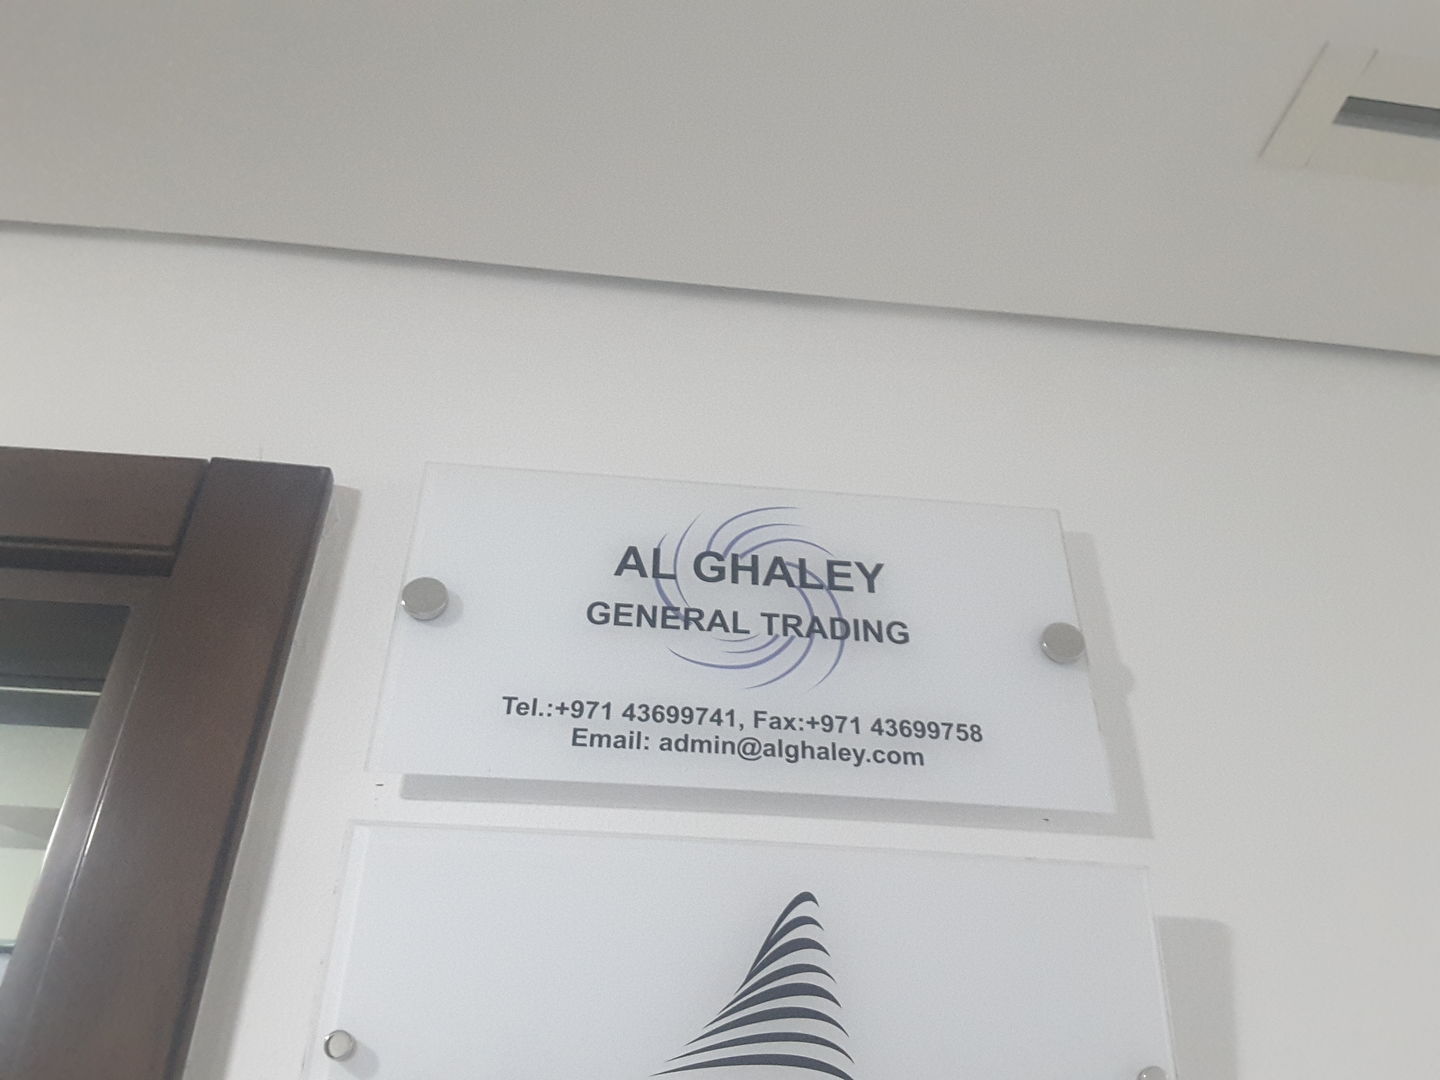 AL GHALEY
GENERAL TRADING
Tel.:+971 43699741, Fax:+971 43699758
Email: admin@alghaley.com